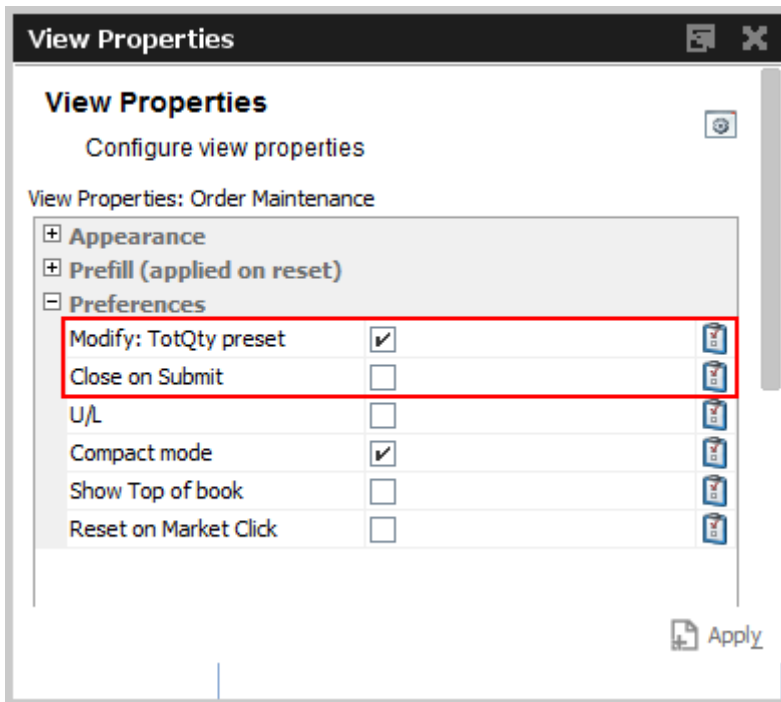 View Properties
View Properties
Configure view properties
View Properties: Order Maintenance
Appearance
Prefill (applied on reset)
Preferences
Modify: TotQty preset
Close on Submit
U/L
Compact mode
Show Top of book
Reset on Market Click
Apply